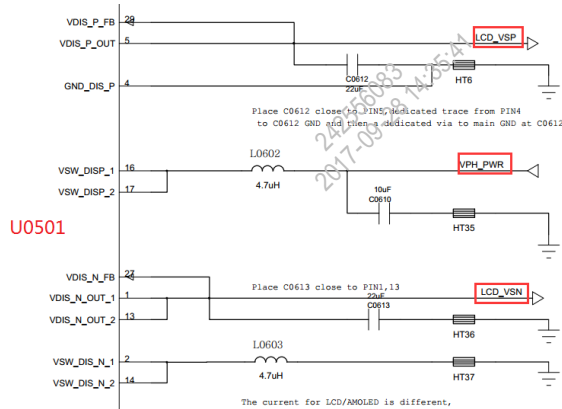 VDIS_P_FB 29
VDIS_P_OUT 5 LCD_VSP
C0612
22uF
HT6
GND_DIS_P 4
Place C0612 close to PIN5,dedicated trace from PIN4
to C0612 GND and then a dedicated via to main GND at C0612
242556083
2017-09-28 14:35:41
L0602
VSW_DISP_1 16 VPH_PWR
VSW_DISP_2 17
4.7uH
10uF
C0610
HT35
U0501
VDIS_N_FB 27
Place C0613 close to PIN1,13
VDIS_N_OUT_1 1 LCD_VSN
22uF
C0613
VDIS_N_OUT_2 13
HT36
L0603
VSW_DIS_N_1 2
4.7uH
HT37
VSW_DIS_N_2 14
The current for LCD/AMOLED is different,